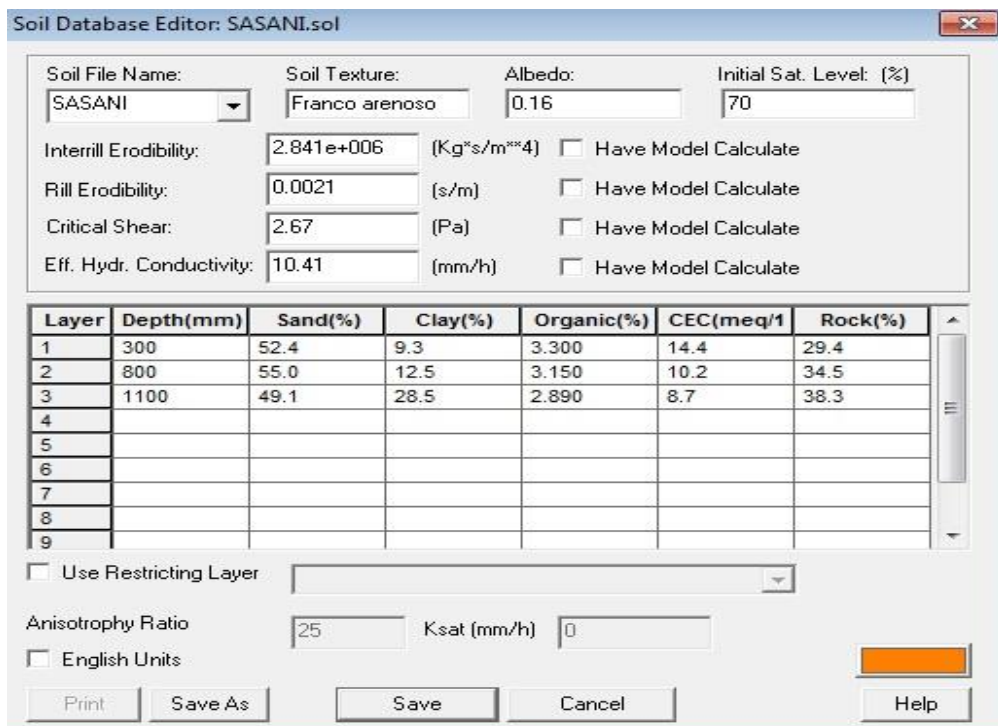 Soil Database Editor: SASANI.sol
Soil File Name: Soil Texture: Albedo: Initial Sat. Level: (%)
SASANI Franco arenoso 0.16 70
Interrill Erodibility: 2.841e+006 (Kg*s/m**4) Have Model Calculate
Rill Erodibility: 0.0021 (s/m) Have Model Calculate
Critical Shear: 2.67 (Pa) Have Model Calculate
Eff. Hydr. Conductivity: 10.41 (mm/h) Have Model Calculate
Layer Depth(mm) Sand(%) Clay(%) Organic(%) CEC(meq/1 Rock(%)
1 300 52.4 9.3 3.300 14.4 29.4
2 800 55.0 12.5 3.150 10.2 34.5
3 1100 49.1 28.5 2.890 8.7 38.3
4
5
6
7
8
9
Use Restricting Layer
Anisotrophy Ratio 25 Ksat (mm/h) 0
English Units
Print Save As Save Cancel Help